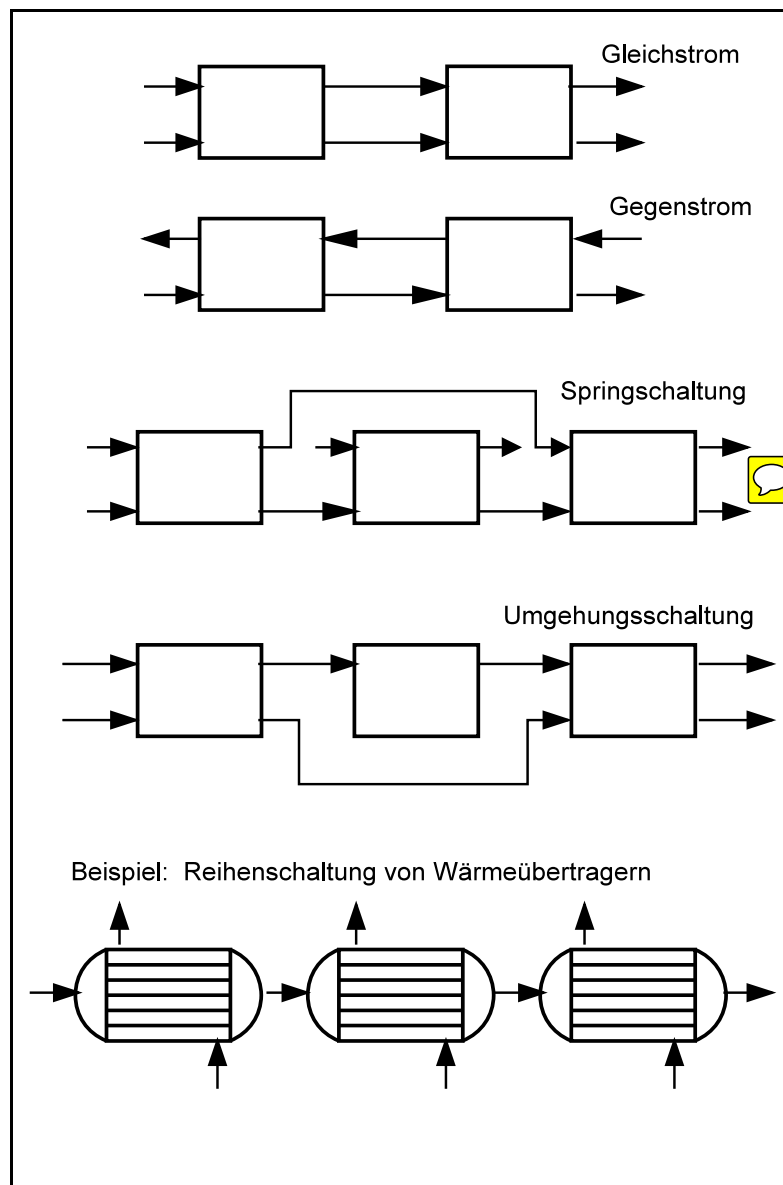 Gleichstrom
Gegenstrom
Springschaltung
Umgehungsschaltung
Beispiel: Reihenschaltung von Wärmeübertragern